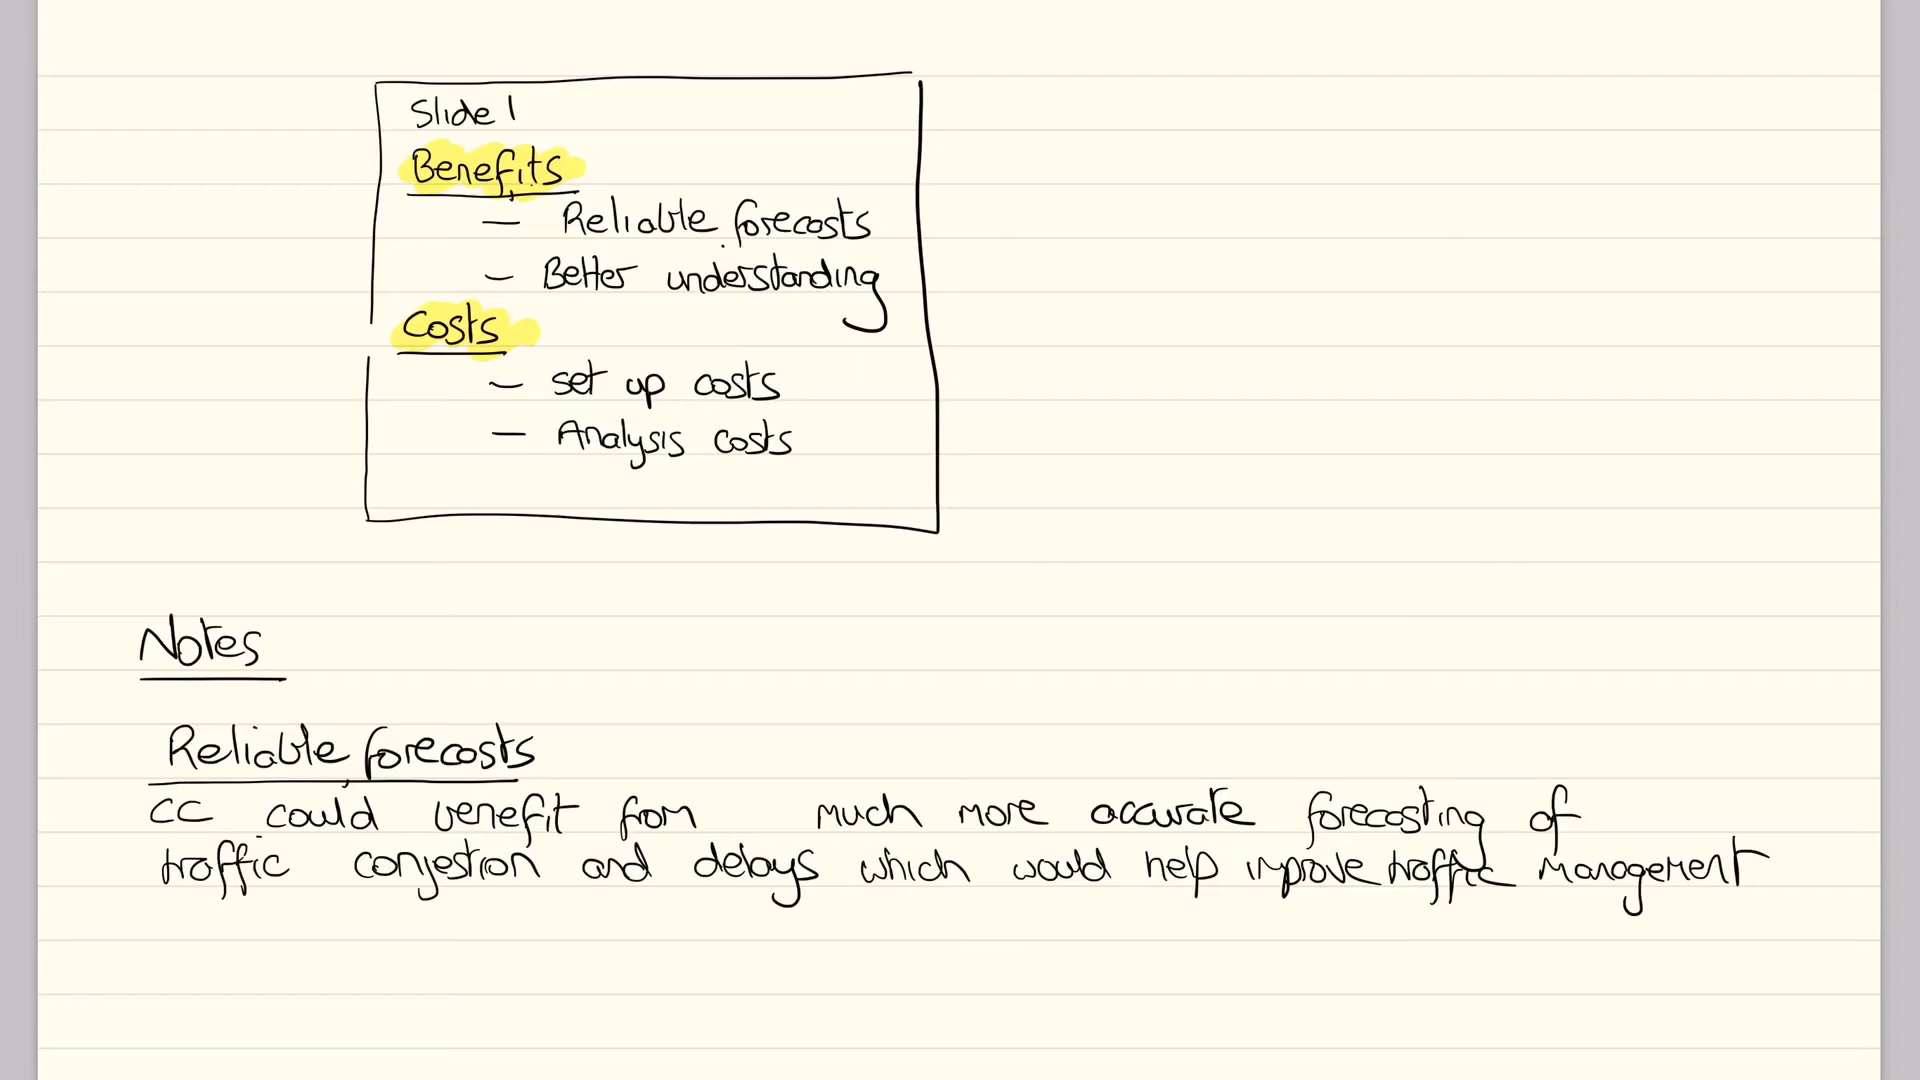 Slide 1
Benefits
— Reliable forecasts
— Better understanding
Costs
— set up costs
— Analysis costs
Notes
Reliable forecasts
CC could benefit from much more accurate forecasting of
traffic conjestion and delays which would help improve traffic management